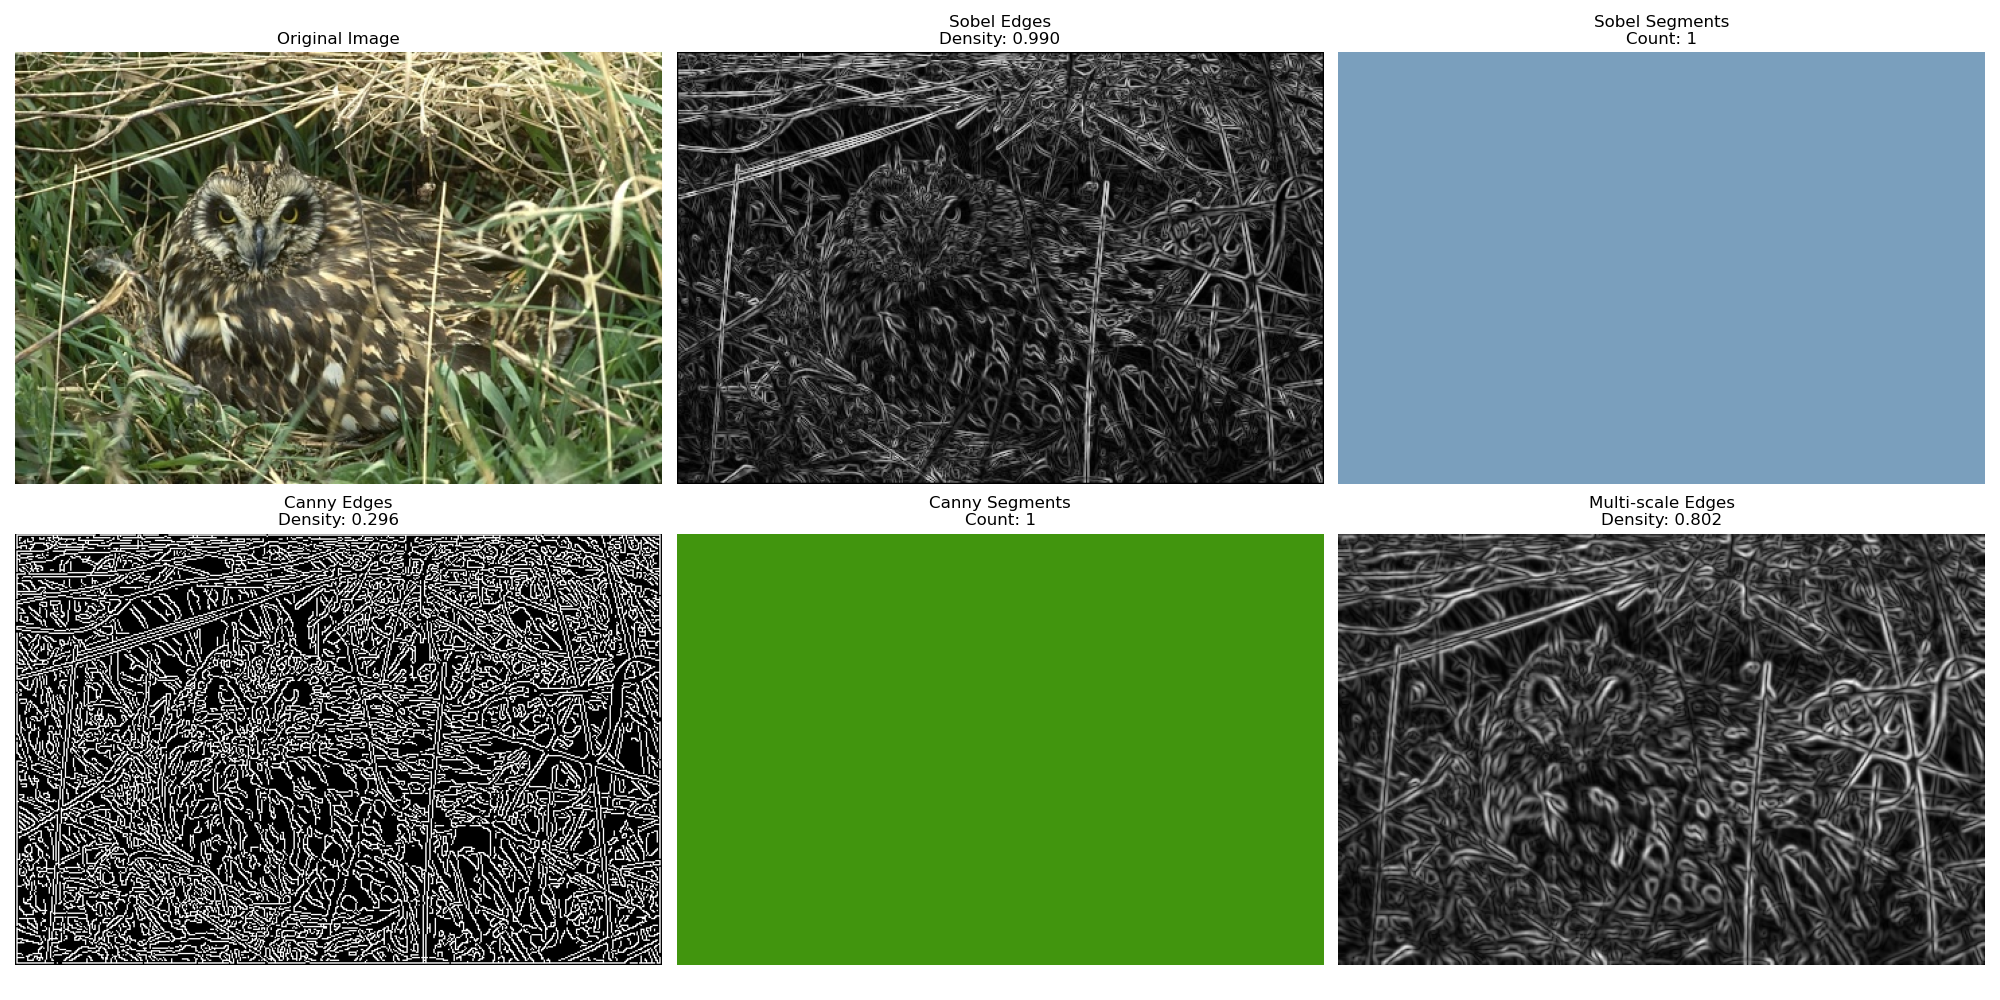 Original Image
Sobel Edges
Density: 0.990
Sobel Segments
Count: 1
Canny Edges
Density: 0.296
Canny Segments
Count: 1
Multi-scale Edges
Density: 0.802